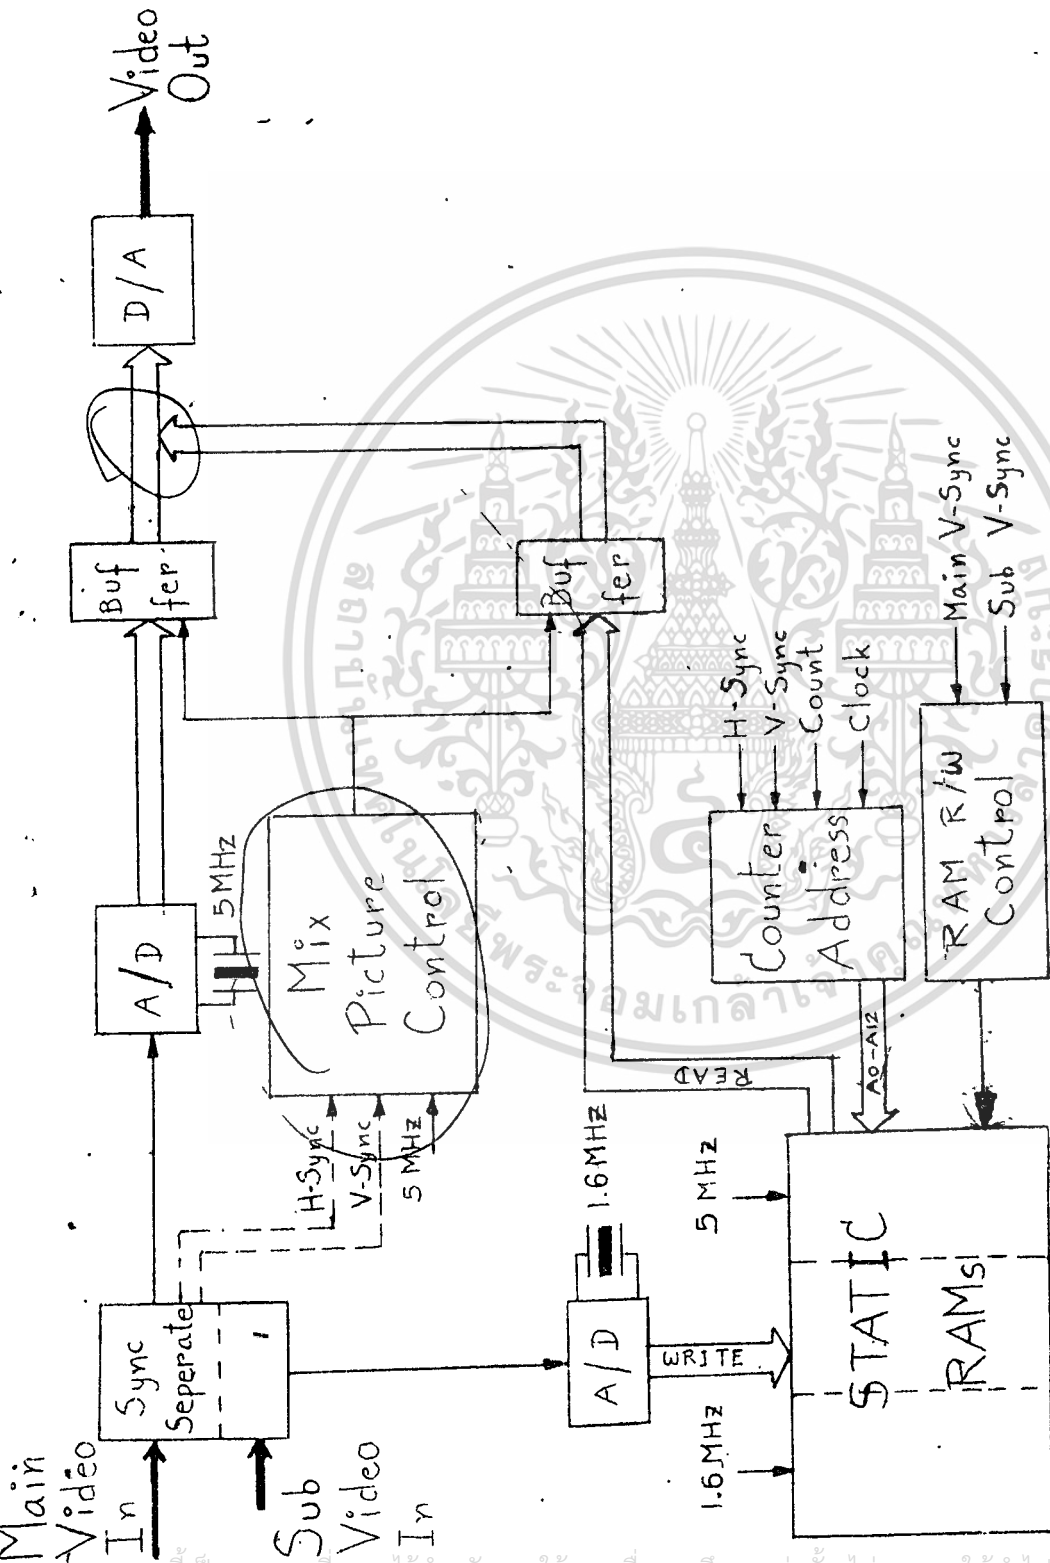 Main
Video
In
Sub
Video
In
Sync
Seperate
A/D
5MHz
H-Sync
V-Sync
5MHz
Mix
Picture
Control
Buf
fer
D/A
Video
Out
A/D
1.6MHz
WRITE
READ
Buf
fer
1.6MHz
5MHz
STATIC
RAMs
A0-A12
Counter
Address
H-Sync
V-Sync
Count
Clock
RAM R/W
Control
Main V-Sync
Sub V-Sync